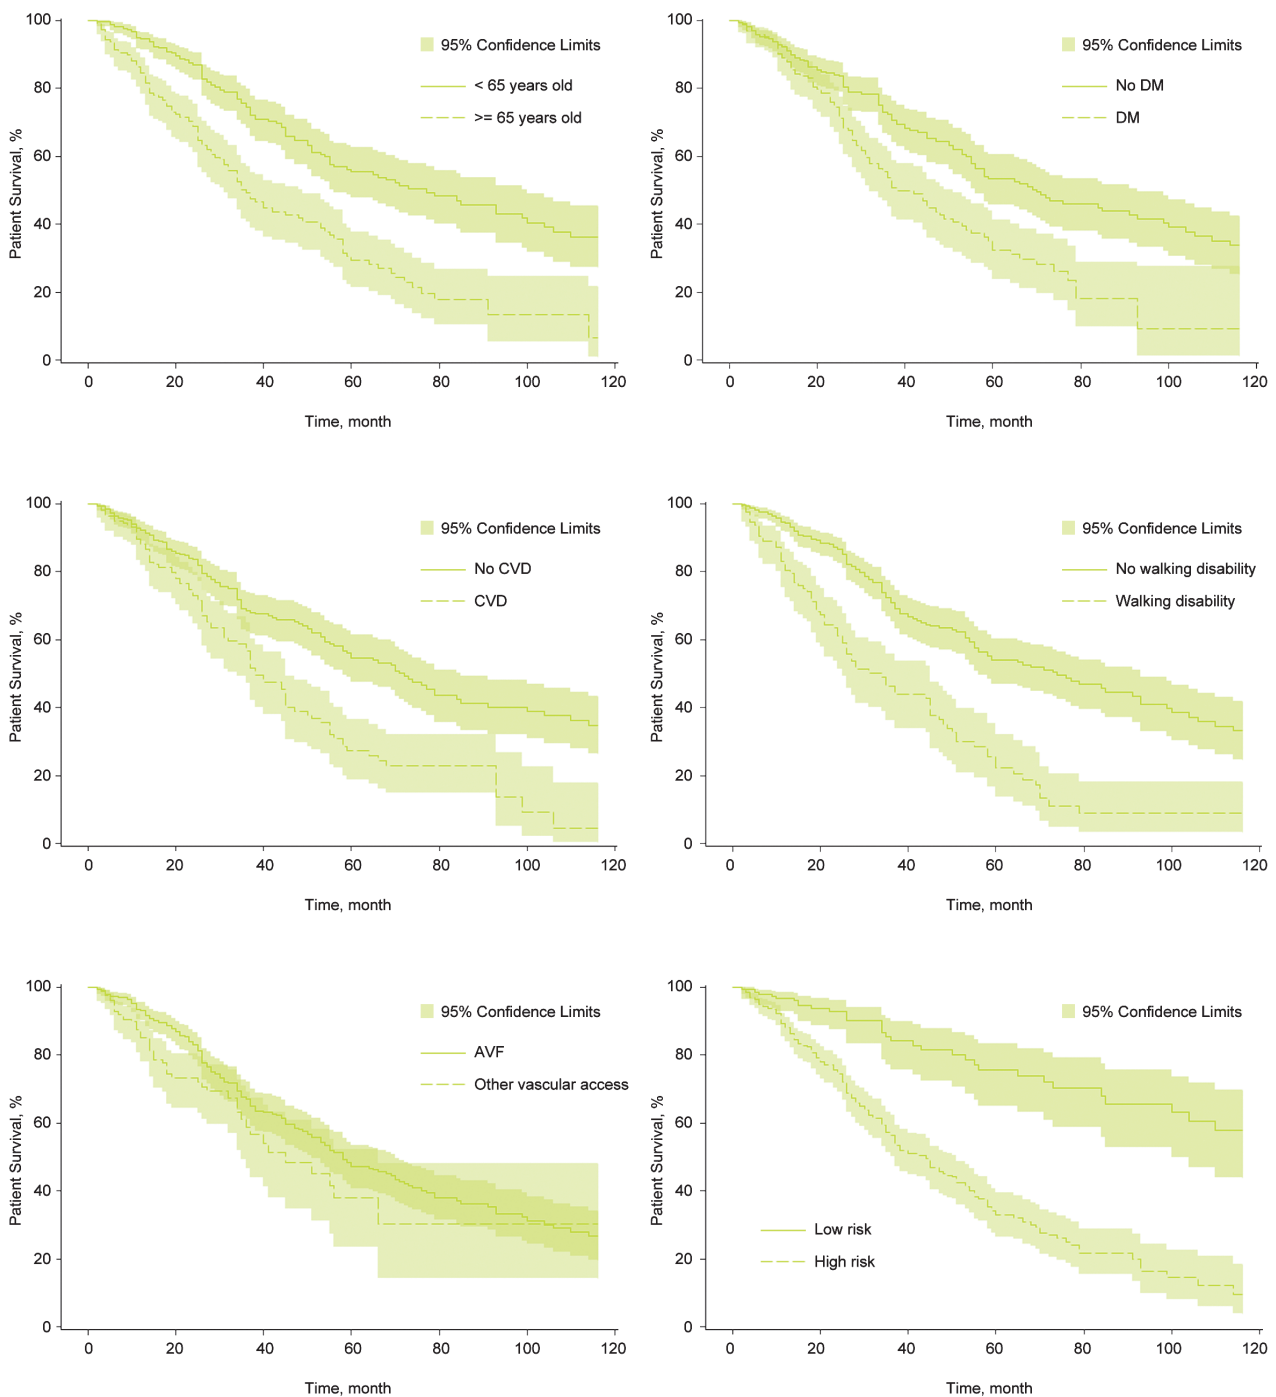 100
80
60
40
20
0
Patient Survival, %
95% Confidence Limits
< 65 years old
>= 65 years old
0 20 40 60 80 100 120
Time, month
100
80
60
40
20
0
Patient Survival, %
95% Confidence Limits
No DM
DM
0 20 40 60 80 100 120
Time, month
100
80
60
40
20
0
Patient Survival, %
95% Confidence Limits
No CVD
CVD
0 20 40 60 80 100 120
Time, month
100
80
60
40
20
0
Patient Survival, %
95% Confidence Limits
No walking disability
Walking disability
0 20 40 60 80 100 120
Time, month
100
80
60
40
20
0
Patient Survival, %
95% Confidence Limits
AVF
Other vascular access
0 20 40 60 80 100 120
Time, month
100
80
60
40
20
0
Patient Survival, %
95% Confidence Limits
Low risk
High risk
0 20 40 60 80 100 120
Time, month